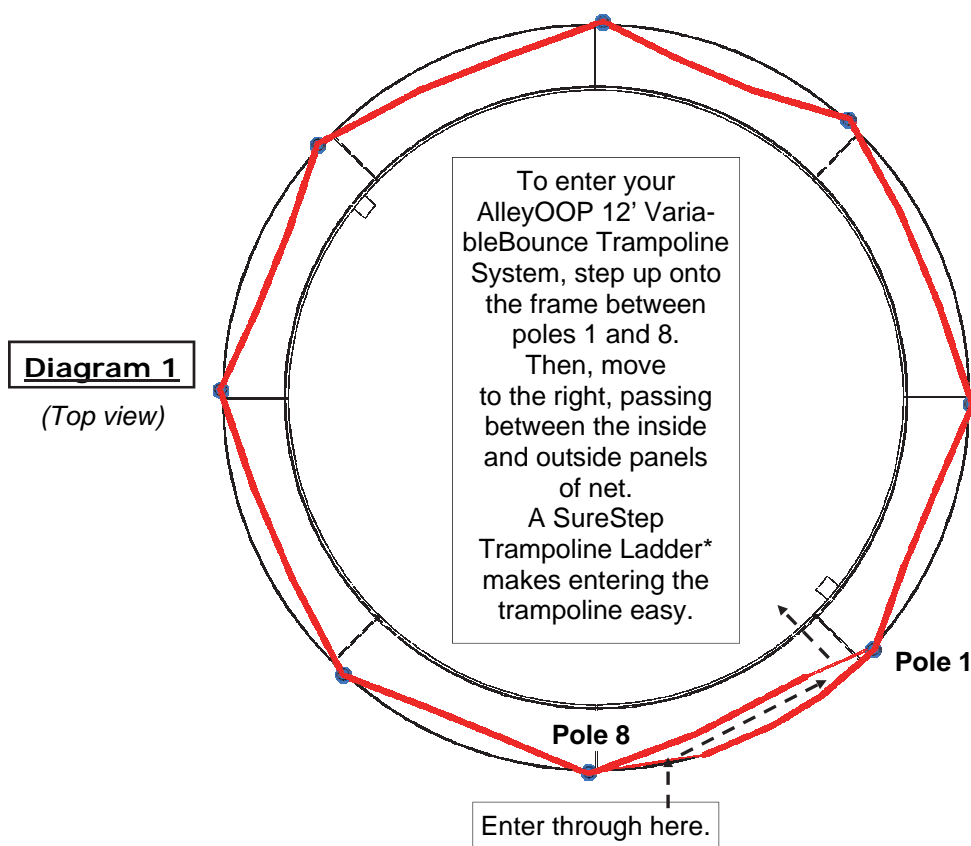 To enter your
AlleyOOP 12’ Varia-
bleBounce Trampoline
System, step up onto
the frame between
poles 1 and 8.
Then, move
to the right, passing
between the inside
and outside panels
of net.
A SureStep
Trampoline Ladder*
makes entering the
trampoline easy.
Diagram 1
(Top view)
Pole 1
Pole 8
Enter through here.